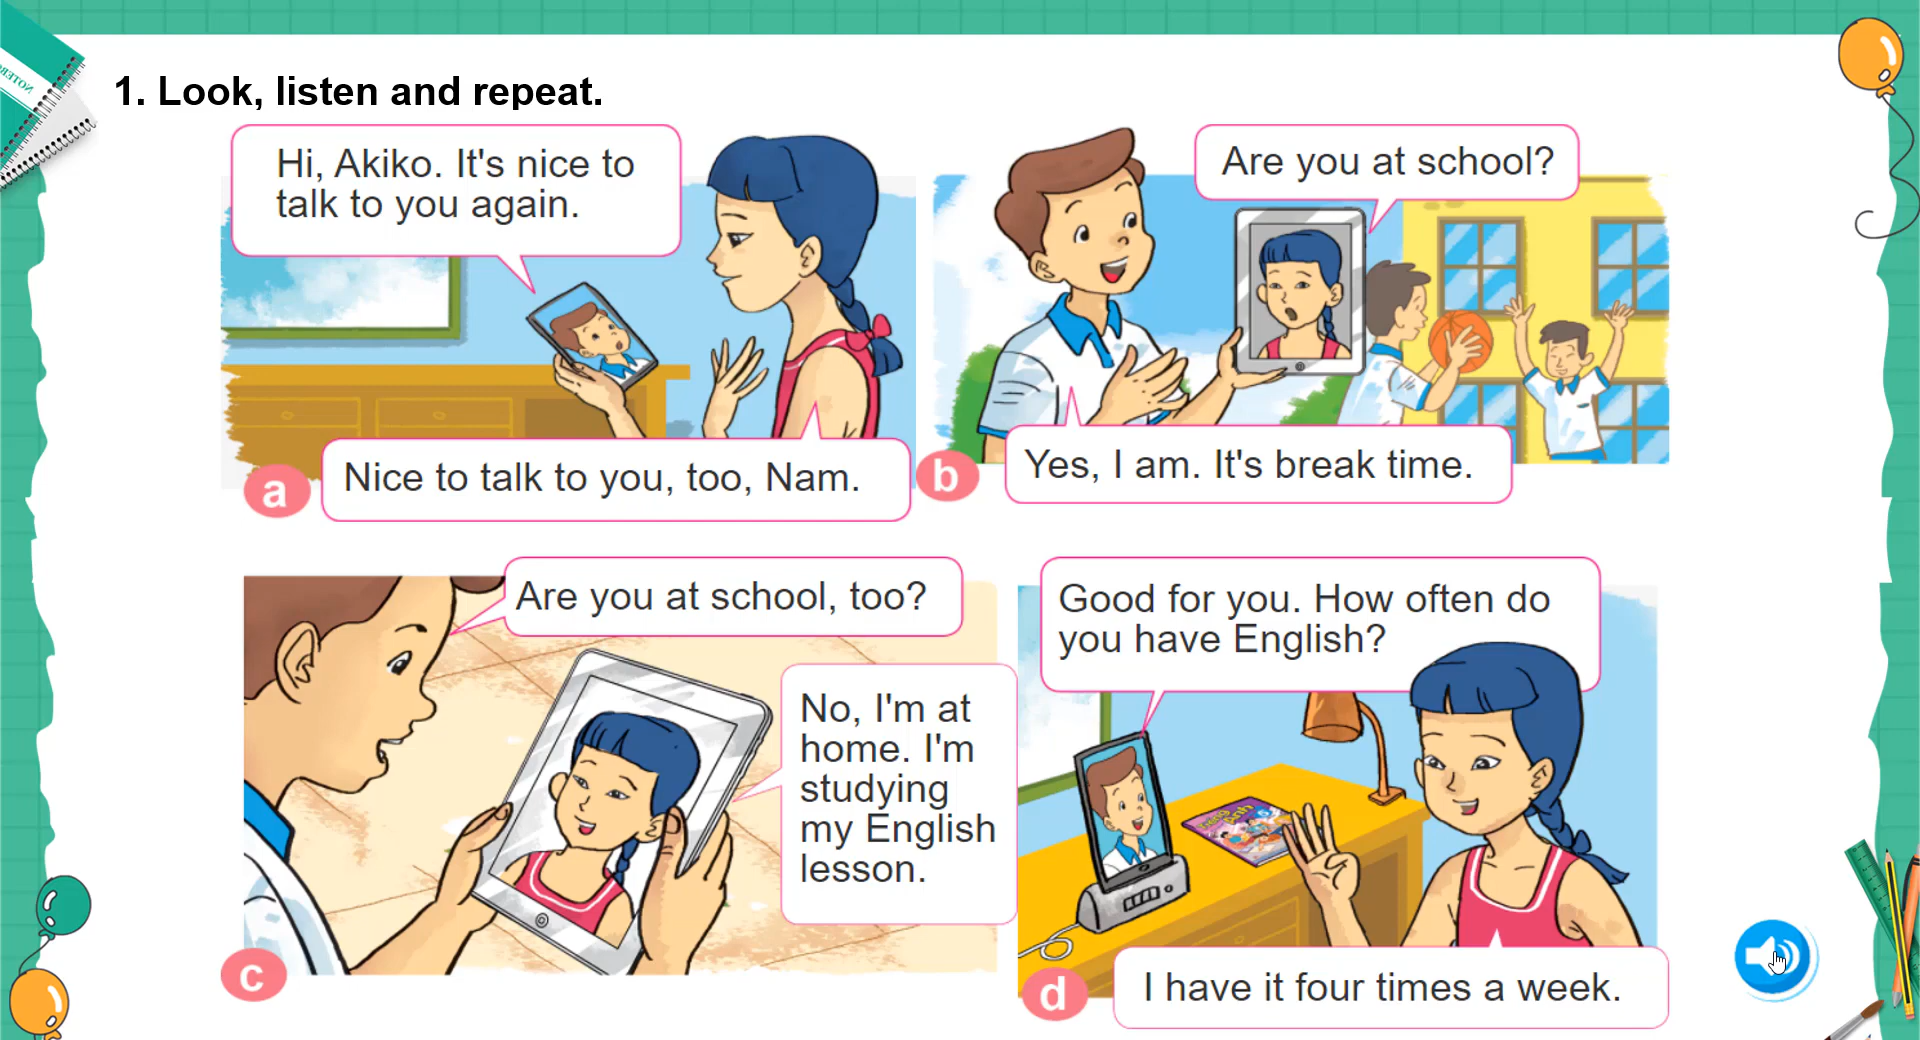 1. Look, listen and repeat.
Hi, Akiko. It's nice to
talk to you again.
Nice to talk to you, too, Nam.
a
Are you at school?
Yes, I am. It's break time.
b
Are you at school, too?
No, I'm at
home. I'm
studying
my English
lesson.
c
Good for you. How often do
you have English?
I have it four times a week.
d
Tiếng
Anh